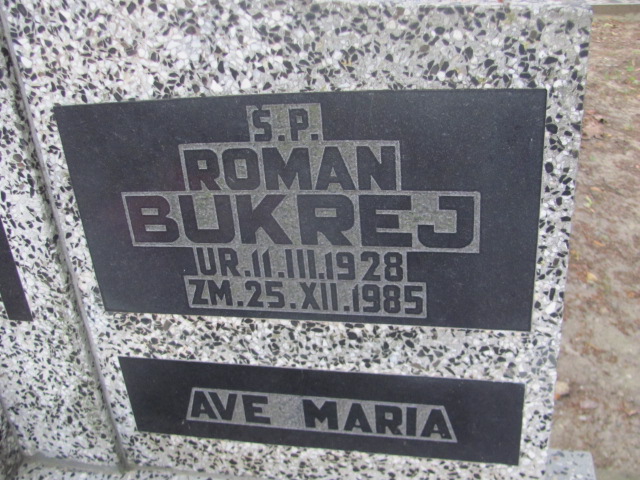 Ś.P.
ROMAN
BUKREJ
UR.11.III.1928
ZM.25.XII.1985
AVE MARIA